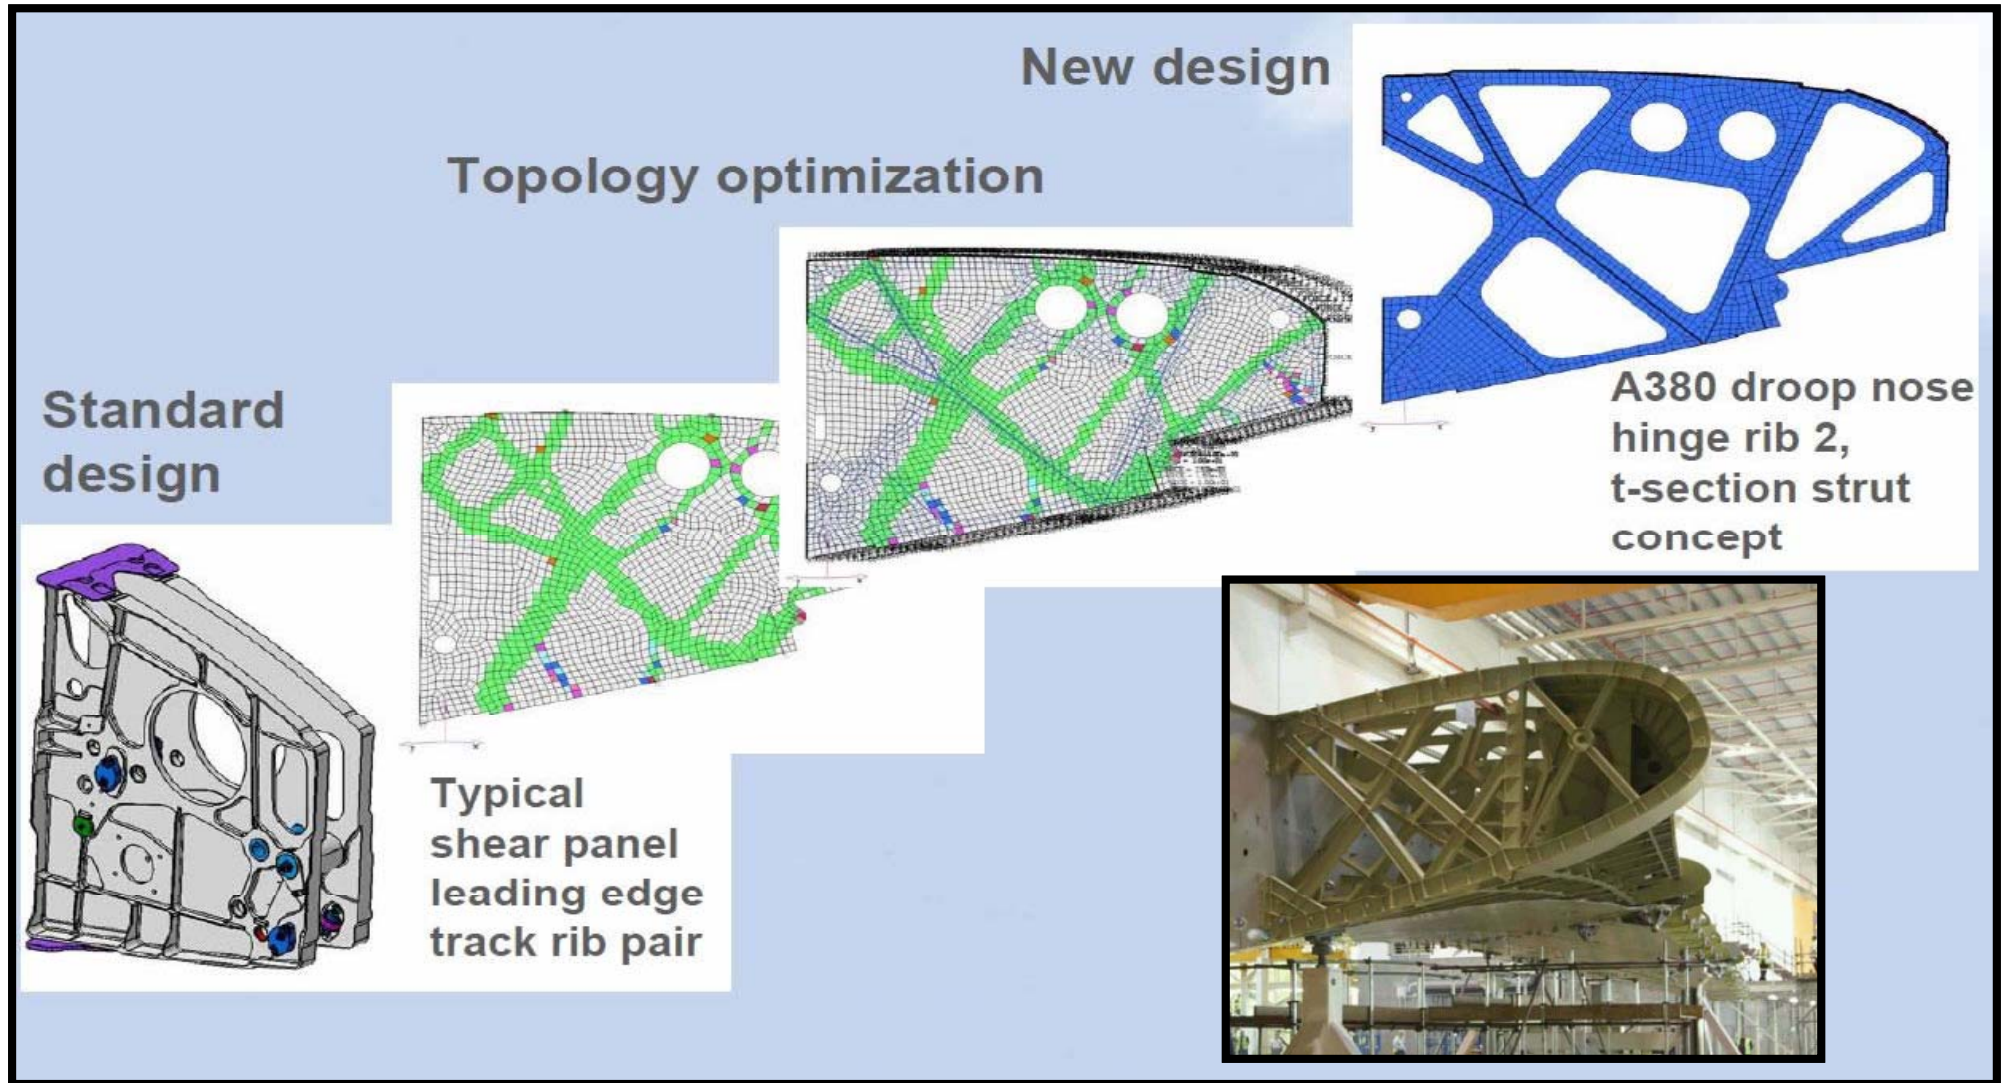 New design
Topology optimization
Standard
design
A380 droop nose
hinge rib 2,
t-section strut
concept
Typical
shear panel
leading edge
track rib pair